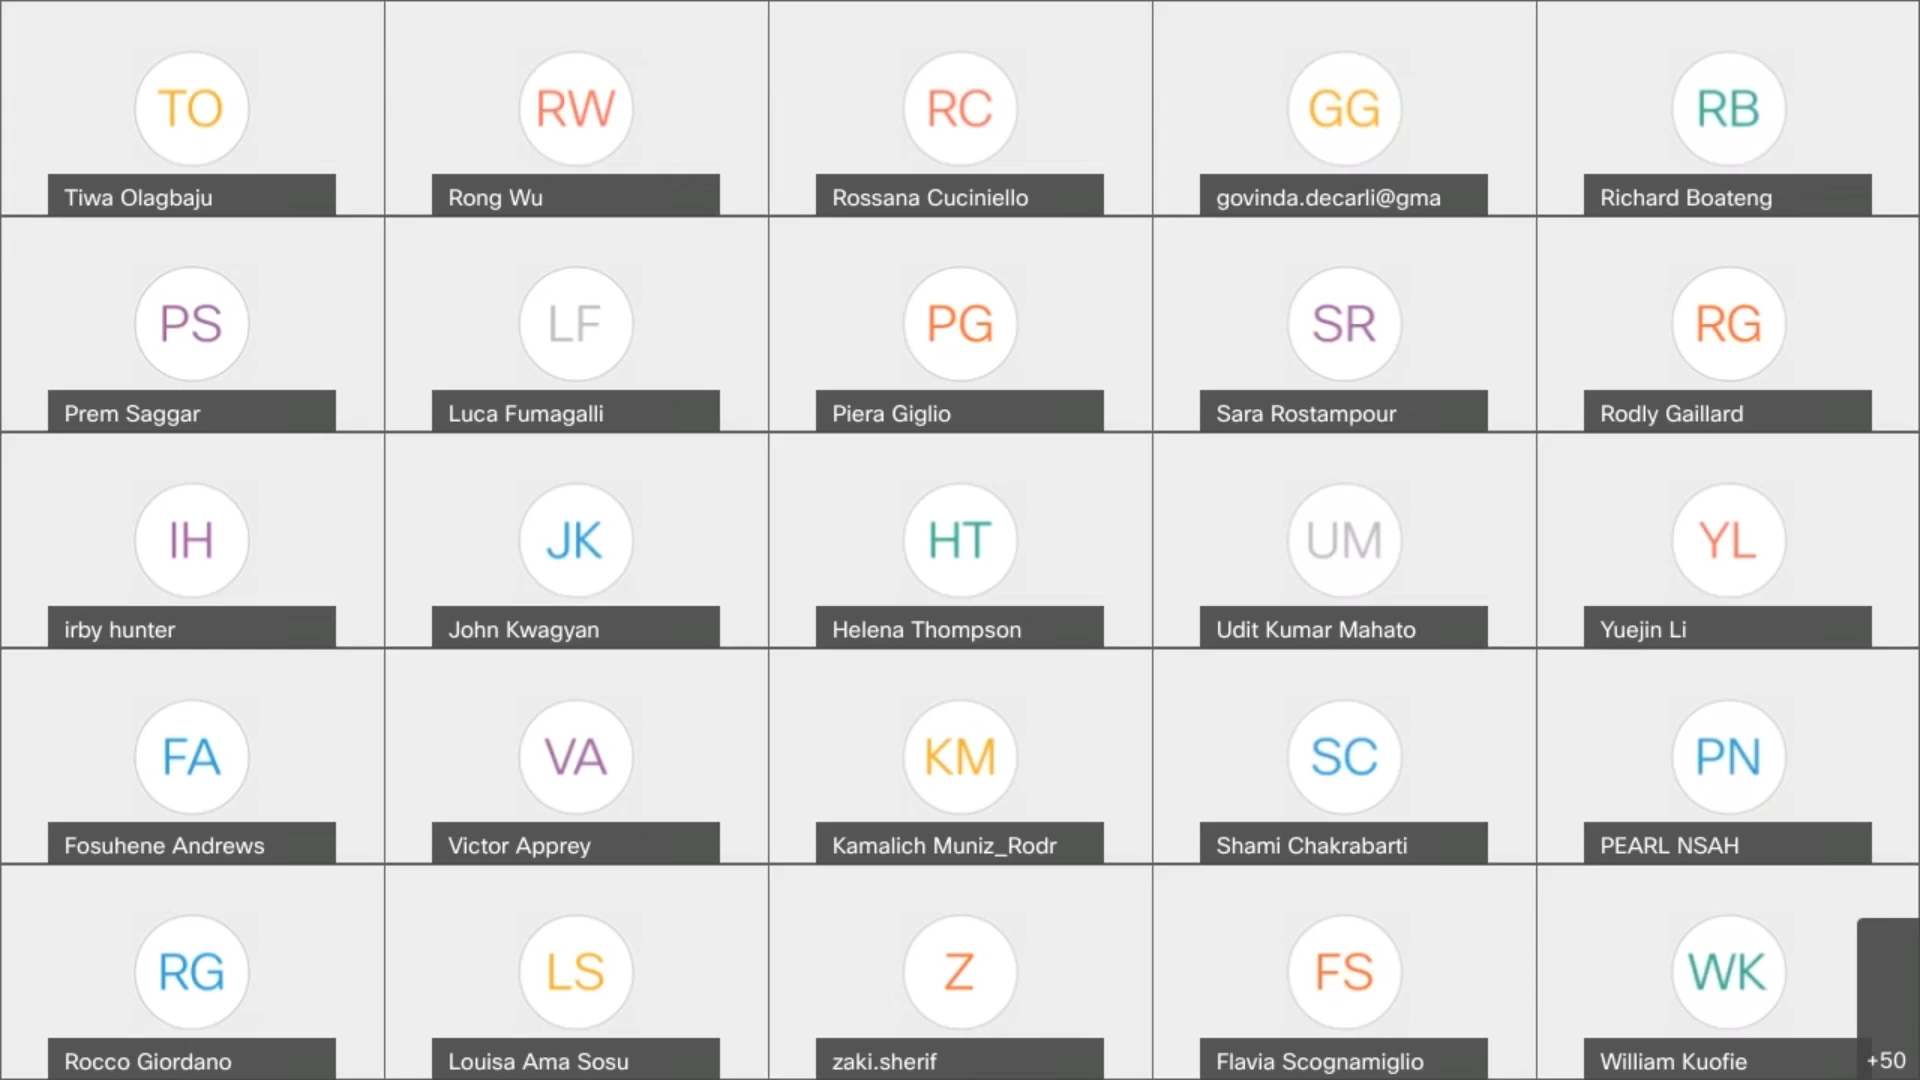 TO
Tiwa Olagbaju
RW
Rong Wu
RC
Rossana Cuciniello
GG
govinda.decarli@gma
RB
Richard Boateng
PS
Prem Saggar
LF
Luca Fumagalli
PG
Piera Giglio
SR
Sara Rostampour
RG
Rodly Gaillard
IH
irby hunter
JK
John Kwagyan
HT
Helena Thompson
UM
Udit Kumar Mahato
YL
Yuejin Li
FA
Fosuhene Andrews
VA
Victor Apprey
KM
Kamalich Muniz_Rodr
SC
Shami Chakrabarti
PN
PEARL NSAH
RG
Rocco Giordano
LS
Louisa Ama Sosu
Z
zaki.sherif
FS
Flavia Scognamiglio
WK
William Kuofie
+50